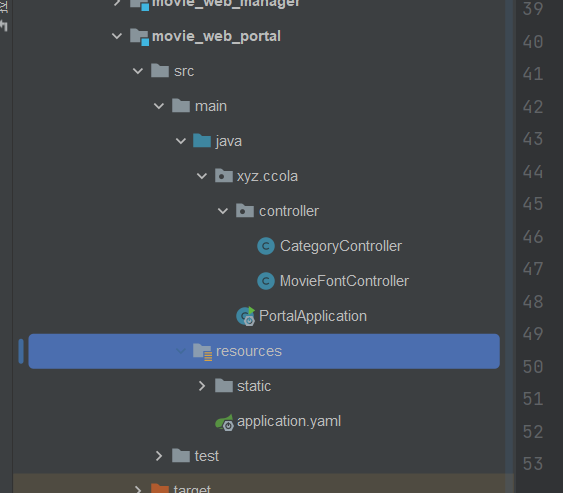 movie_web_manager
movie_web_portal
src
main
java
xyz.ccola
controller
CategoryController
MovieFontController
PortalApplication
resources
static
application.yaml
test
target
39
40
41
42
43
44
45
46
47
48
49
50
51
52
53